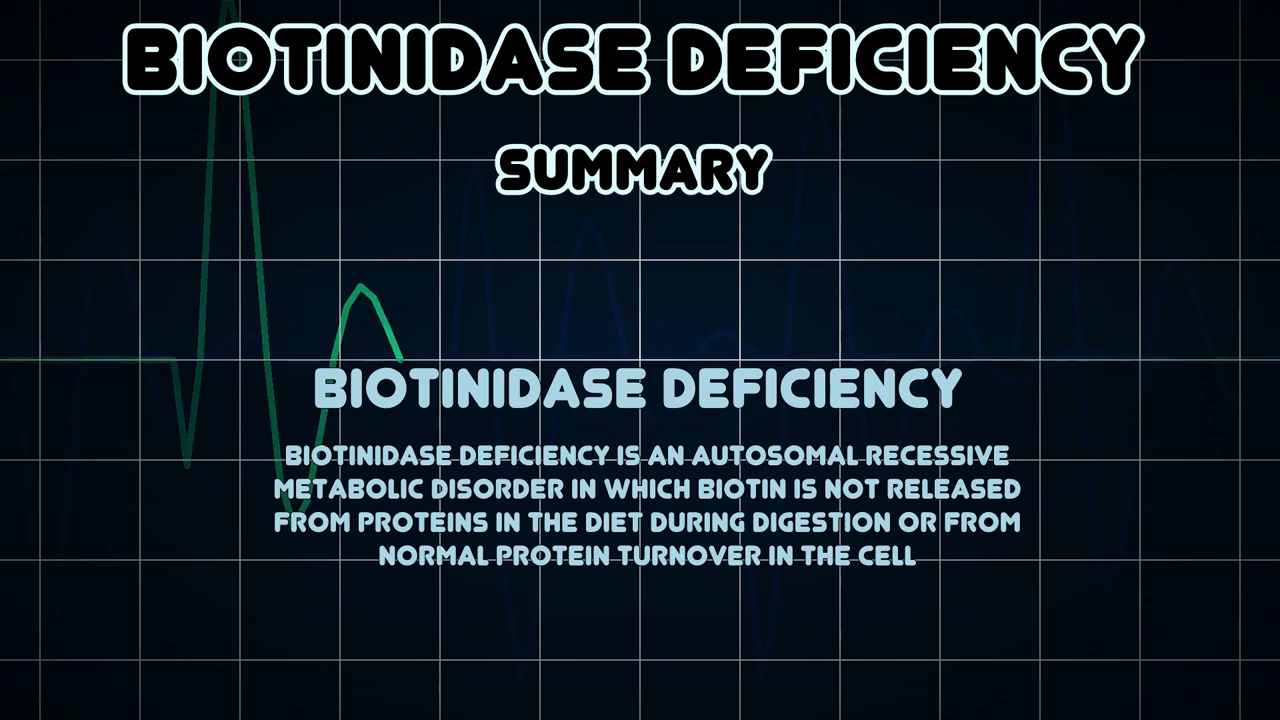 BIOTINIDASE DEFICIENCY
SUMMARY
BIOTINIDASE DEFICIENCY
BIOTINIDASE DEFICIENCY IS AN AUTOSOMAL RECESSIVE
METABOLIC DISORDER IN WHICH BIOTIN IS NOT RELEASED
FROM PROTEINS IN THE DIET DURING DIGESTION OR FROM
NORMAL PROTEIN TURNOVER IN THE CELL